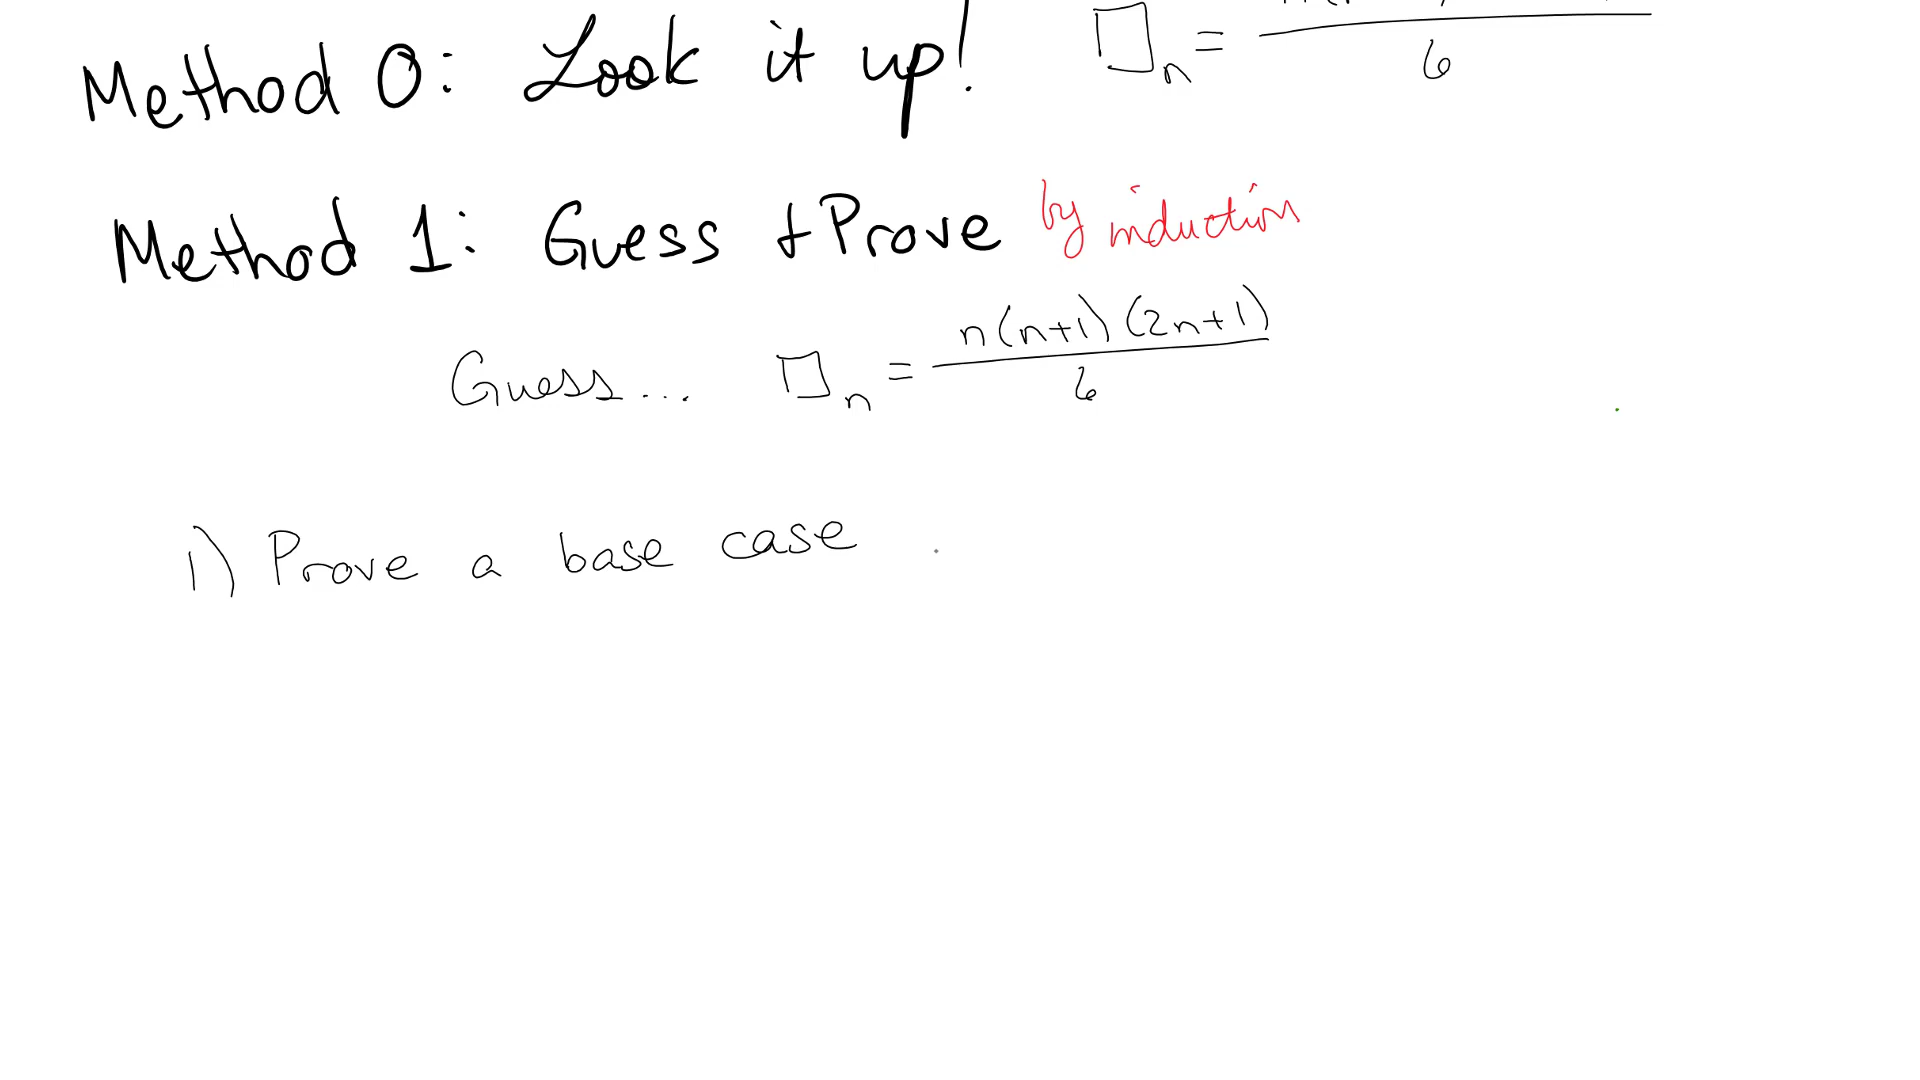 Method 0: Look it up! □n = 6
Method 1: Guess + Prove by induction
Guess... □n = n(n+1)(2n+1) / 6
1) Prove a base case